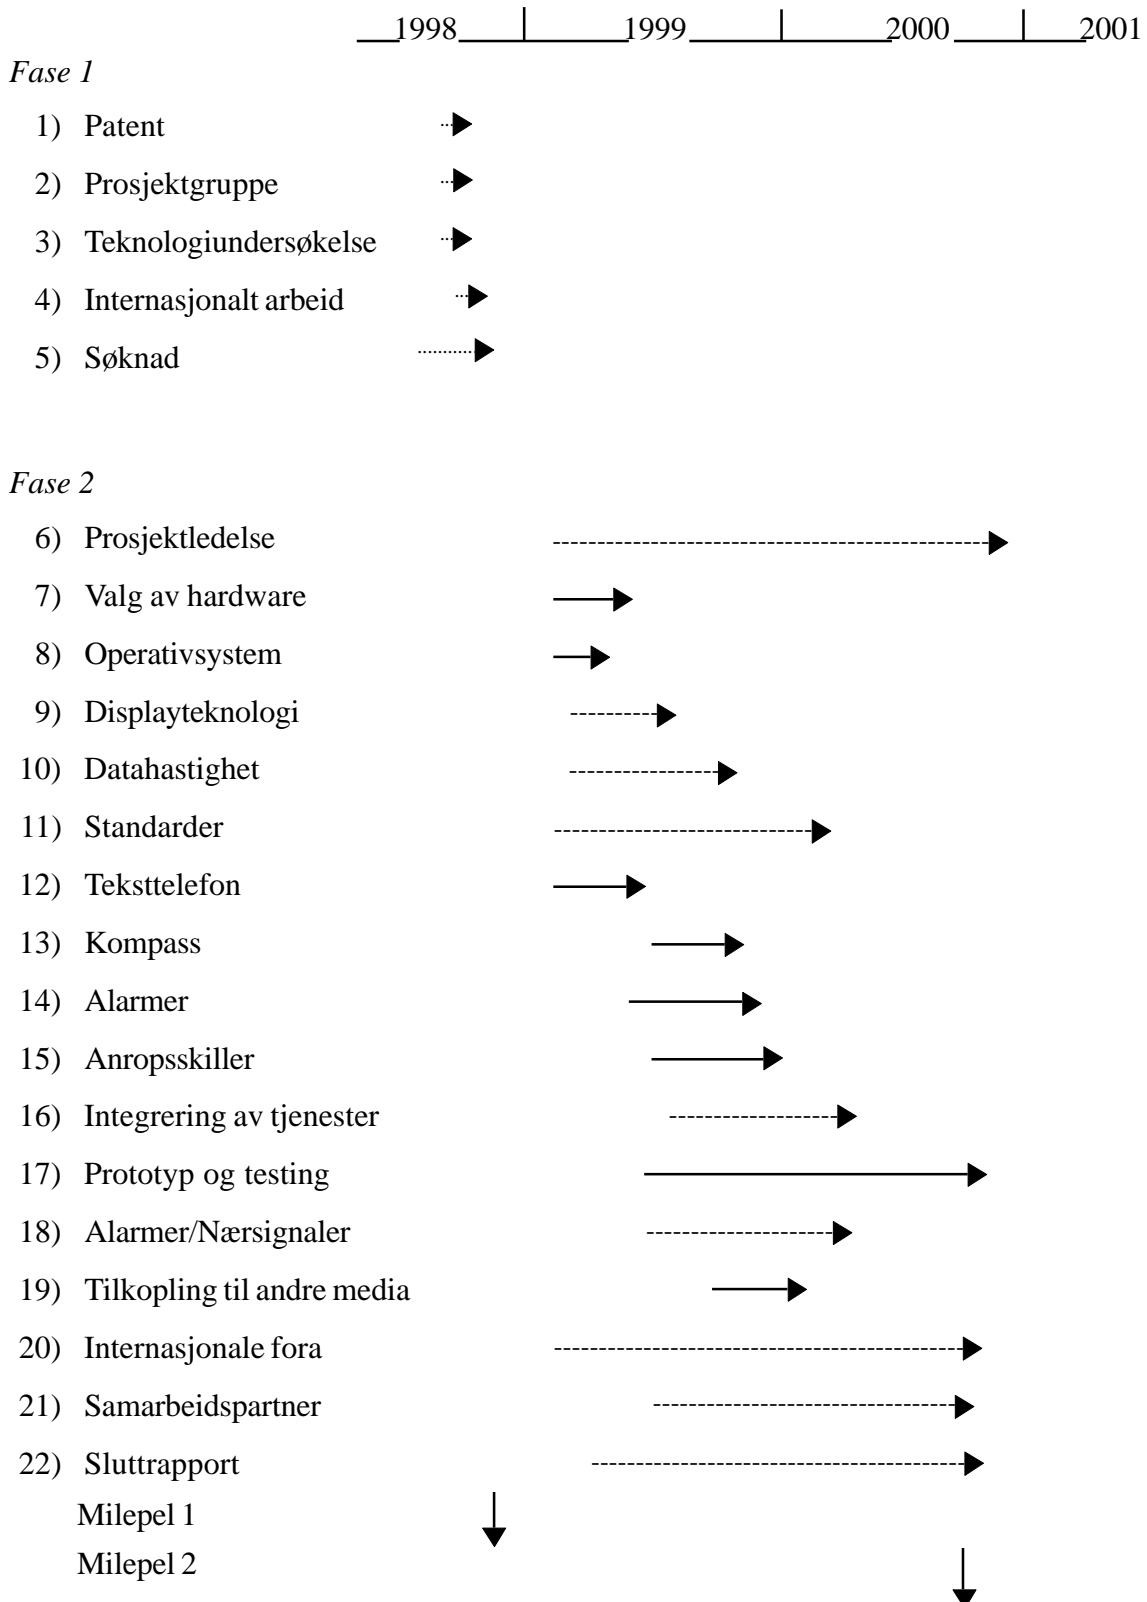 1998 1999 2000 2001
Fase 1
1) Patent
2) Prosjektgruppe
3) Teknologiundersøkelse
4) Internasjonalt arbeid
5) Søknad
Fase 2
6) Prosjektledelse
7) Valg av hardware
8) Operativsystem
9) Displayteknologi
10) Datahastighet
11) Standarder
12) Teksttelefon
13) Kompass
14) Alarmer
15) Anropsskiller
16) Integrering av tjenester
17) Prototyp og testing
18) Alarmer/Nærsignaler
19) Tilkopling til andre media
20) Internasjonale fora
21) Samarbeidspartner
22) Sluttrapport
Milepel 1
Milepel 2